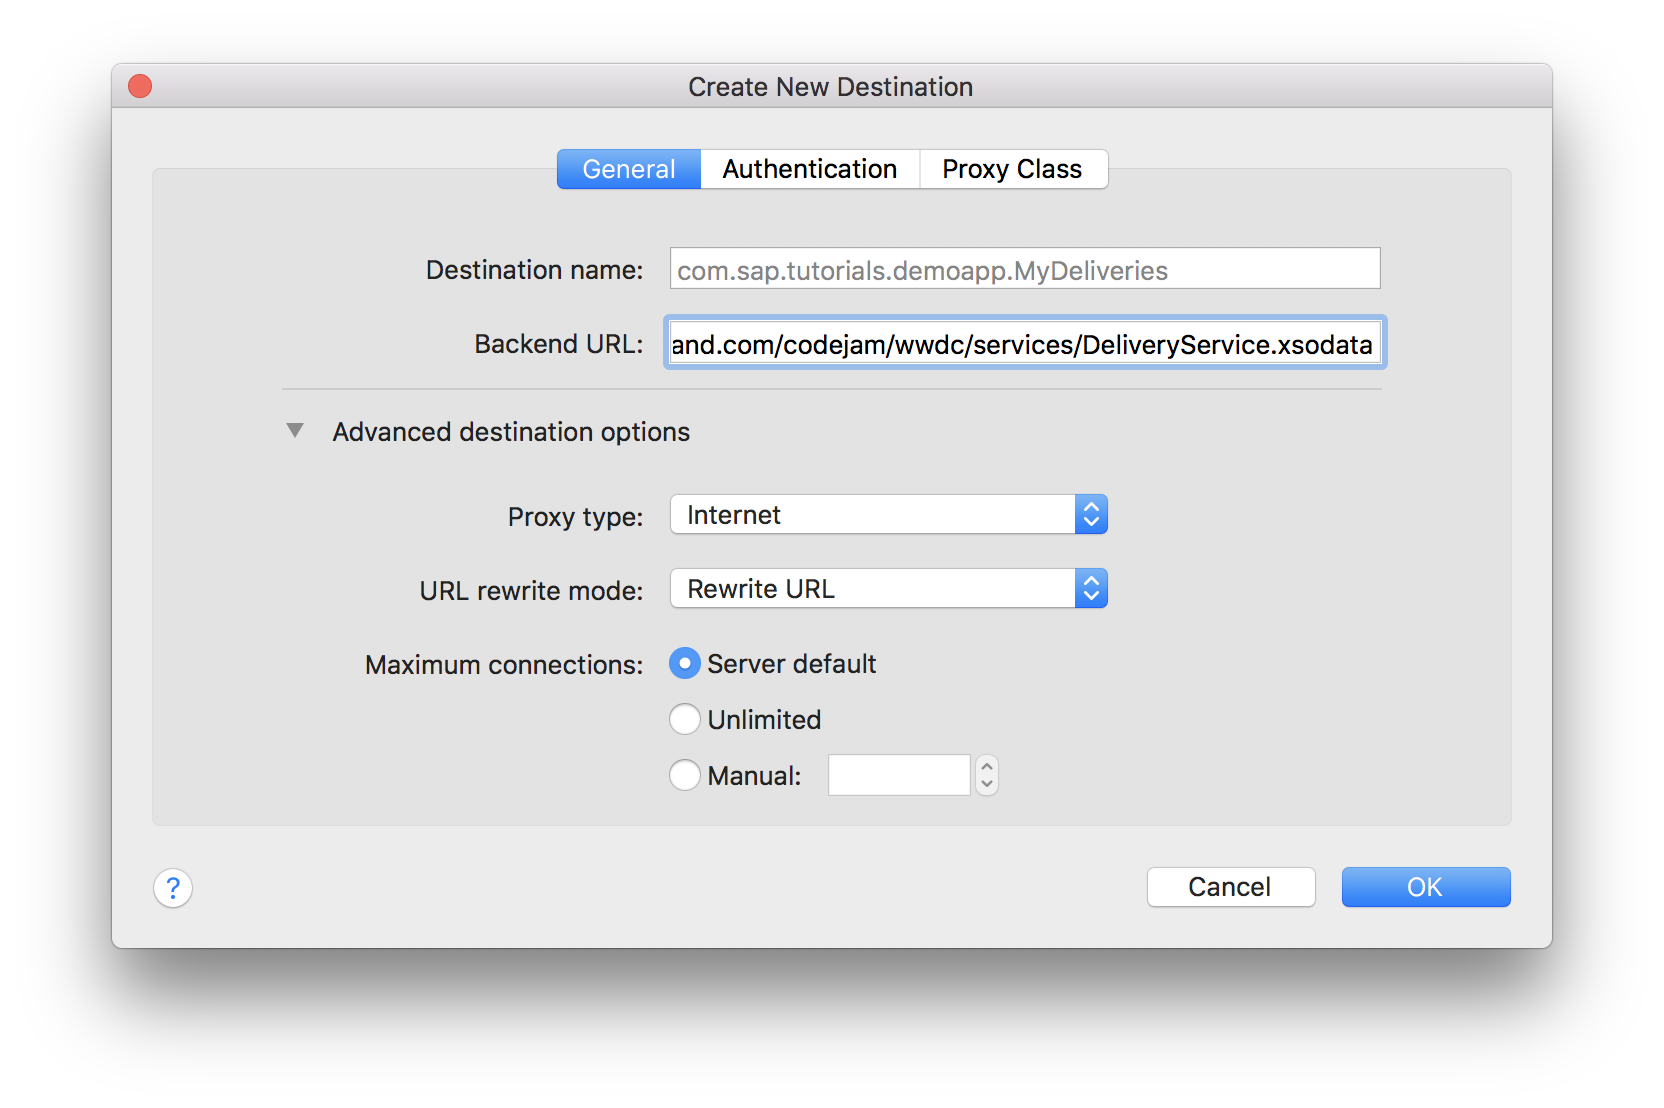 Create New Destination
General Authentication Proxy Class
Destination name: com.sap.tutorials.demoapp.MyDeliveries
Backend URL: and.com/codejam/wwdc/services/DeliveryService.xsodata
Advanced destination options
Proxy type: Internet
URL rewrite mode: Rewrite URL
Maximum connections: Server default
Unlimited
Manual:
? Cancel OK